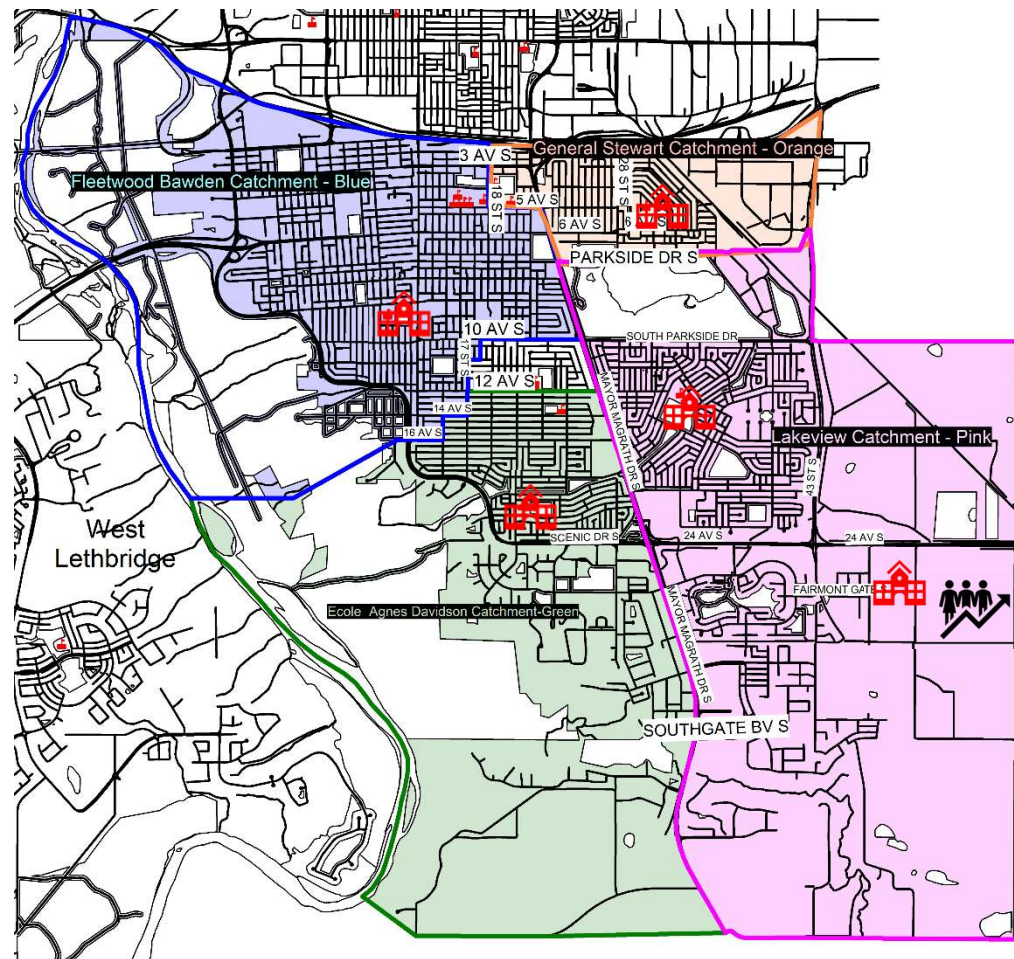 General Stewart Catchment - Orange
3 AV S
Fleetwood Bawden Catchment - Blue
28 ST S
18 ST S
5 AV S
6 AV S
6 AV S
PARKSIDE DR S
10 AV S
SOUTH PARKSIDE DR
17 ST S
12 AV S
MAYOR MAGRATH DR S
14 AV S
16 AV S
Lakeview Catchment - Pink
43 ST S
West
Lethbridge
SCENIC DR S
24 AV S
24 AV S
FAIRMONT GATE
Ecole Agnes Davidson Catchment-Green
MAYOR MAGRATH DR S
SOUTHGATE BV S